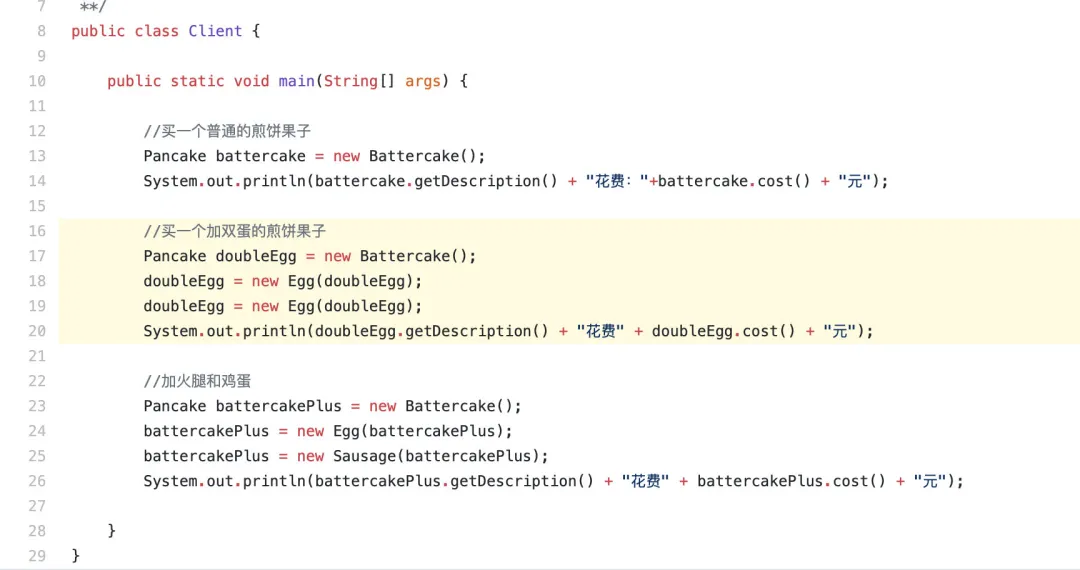 7 **/
8 public class Client {
9
10 public static void main(String[] args) {
11
12 //买一个普通的煎饼果子
13 Pancake battercake = new Battercake();
14 System.out.println(battercake.getDescription() + "花费："+battercake.cost() + "元");
15
16 //买一个加双蛋的煎饼果子
17 Pancake doubleEgg = new Battercake();
18 doubleEgg = new Egg(doubleEgg);
19 doubleEgg = new Egg(doubleEgg);
20 System.out.println(doubleEgg.getDescription() + "花费" + doubleEgg.cost() + "元");
21
22 //加火腿和鸡蛋
23 Pancake battercakePlus = new Battercake();
24 battercakePlus = new Egg(battercakePlus);
25 battercakePlus = new Sausage(battercakePlus);
26 System.out.println(battercakePlus.getDescription() + "花费" + battercakePlus.cost() + "元");
27
28 }
29 }